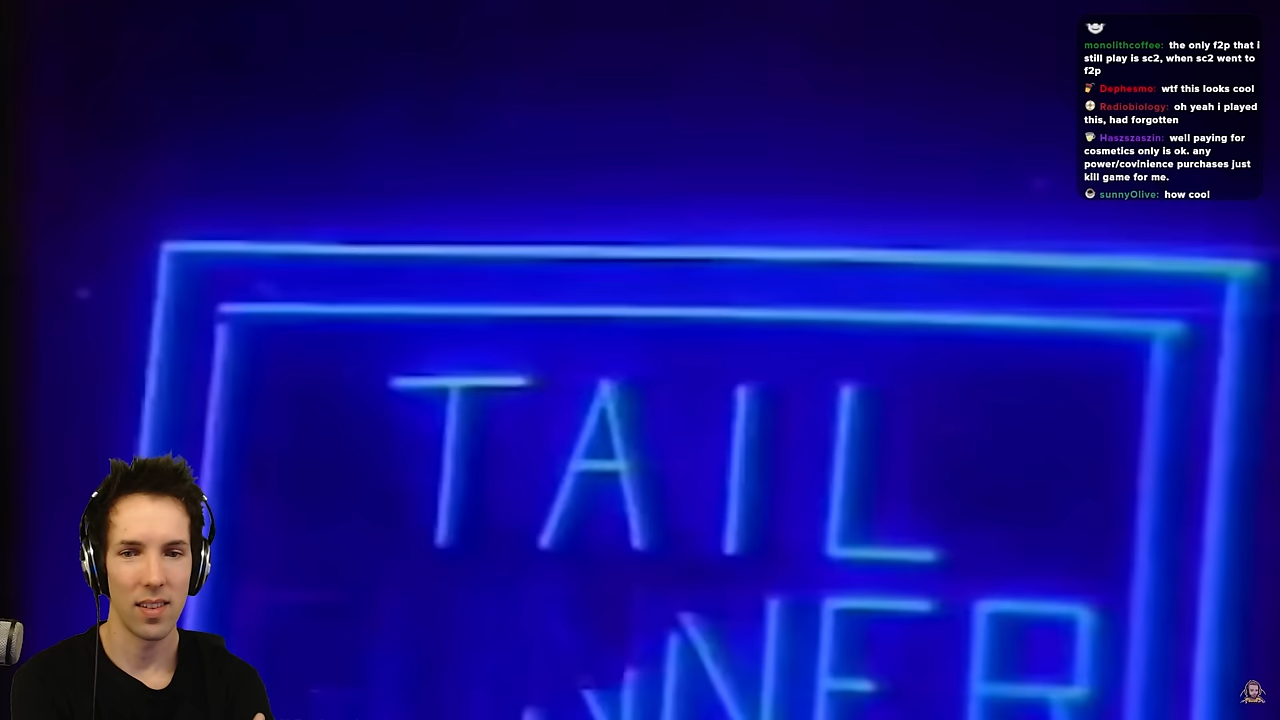 monolithcoffee: the only f2p that i
still play is sc2, when sc2 went to
f2p
Dephesmo: wtf this looks cool
Radiobiology: oh yeah i played
this, had forgotten
Haszszaszin: well paying for
cosmetics only is ok. any
power/covinience purchases just
kill game for me.
sunnyOlive: how cool
TAIL